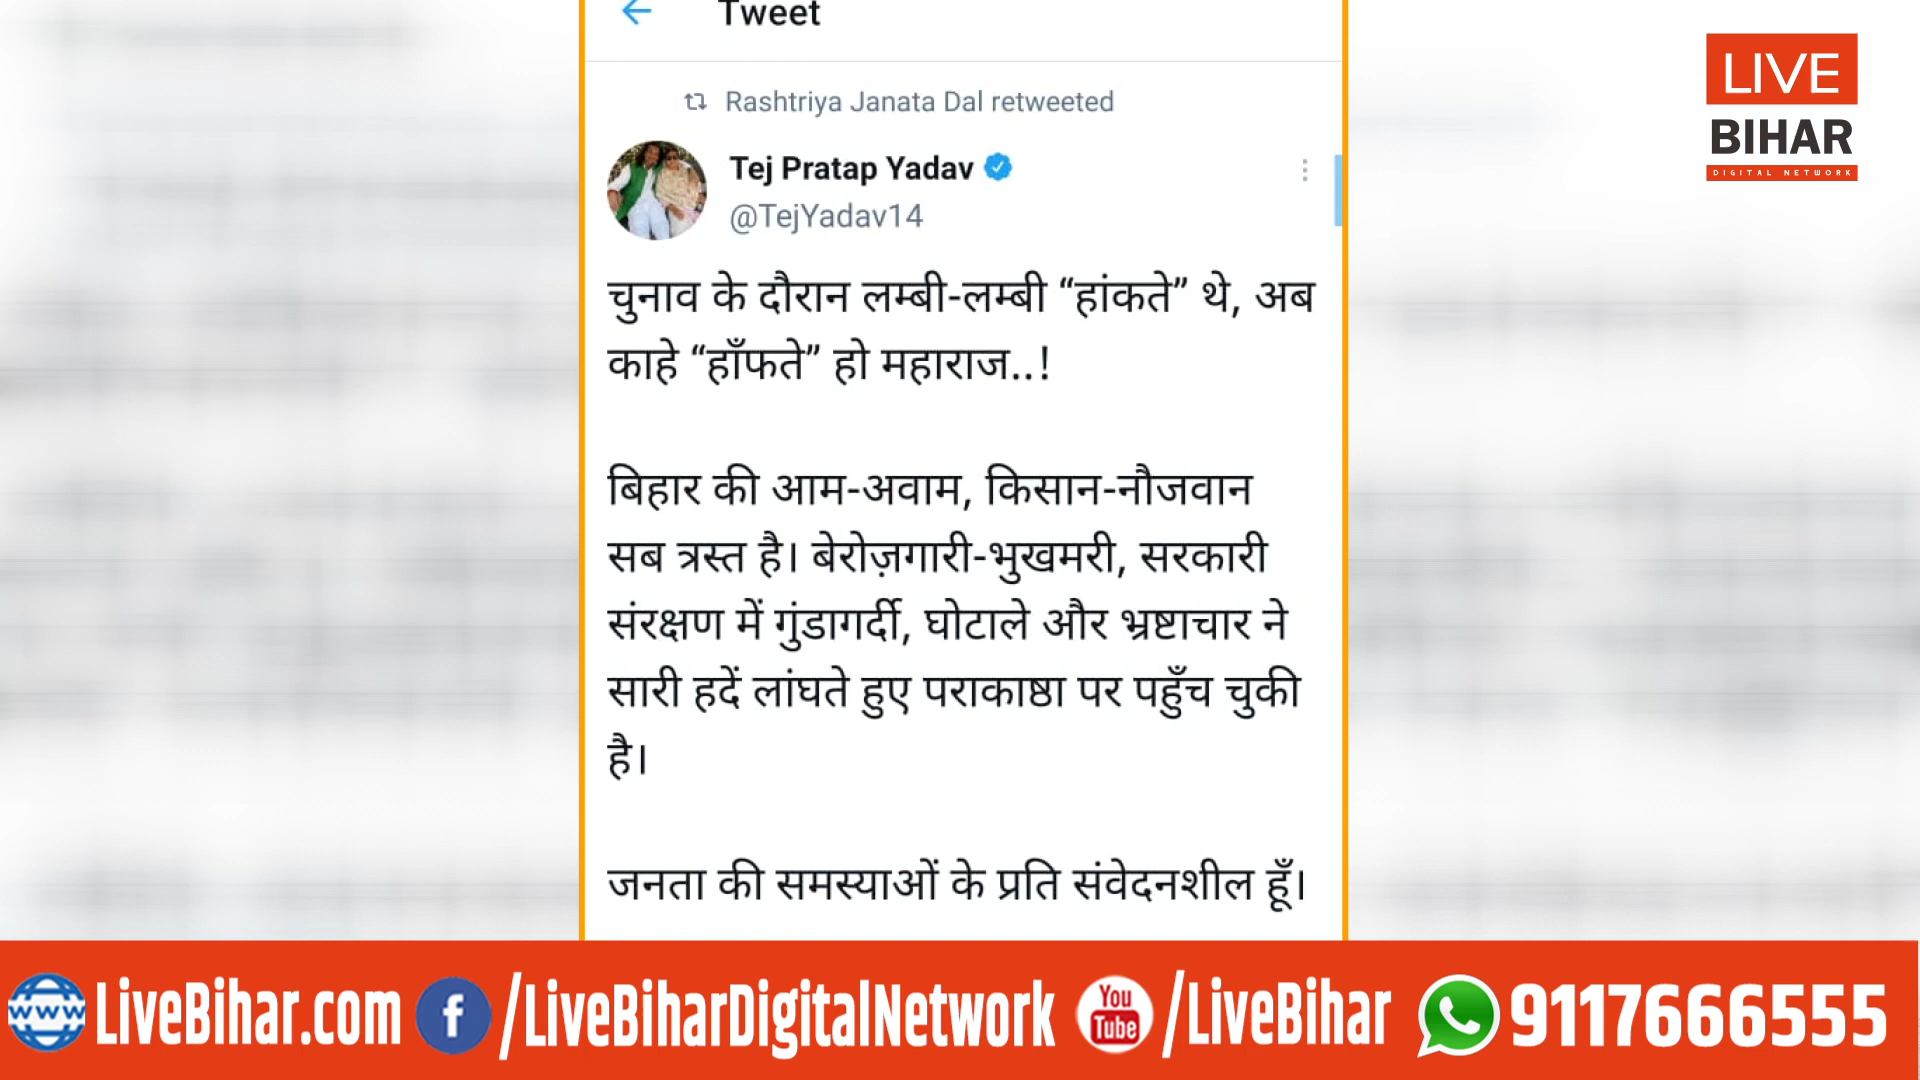 Tweet
Rashtriya Janata Dal retweeted
Tej Pratap Yadav
@TejYadav14
चुनाव के दौरान लम्बी-लम्बी “हांकते” थे, अब
काहे “हाँफते” हो महाराज..!
बिहार की आम-अवाम, किसान-नौजवान
सब त्रस्त है। बेरोज़गारी-भुखमरी, सरकारी
संरक्षण में गुंडागर्दी, घोटाले और भ्रष्टाचार ने
सारी हदें लांघते हुए पराकाष्ठा पर पहुँच चुकी
है।
जनता की समस्याओं के प्रति संवेदनशील हूँ।
LIVE
BIHAR
DIGITAL NETWORK
www LiveBihar.com f /LiveBiharDigitalNetwork You Tube /LiveBihar 9117666555